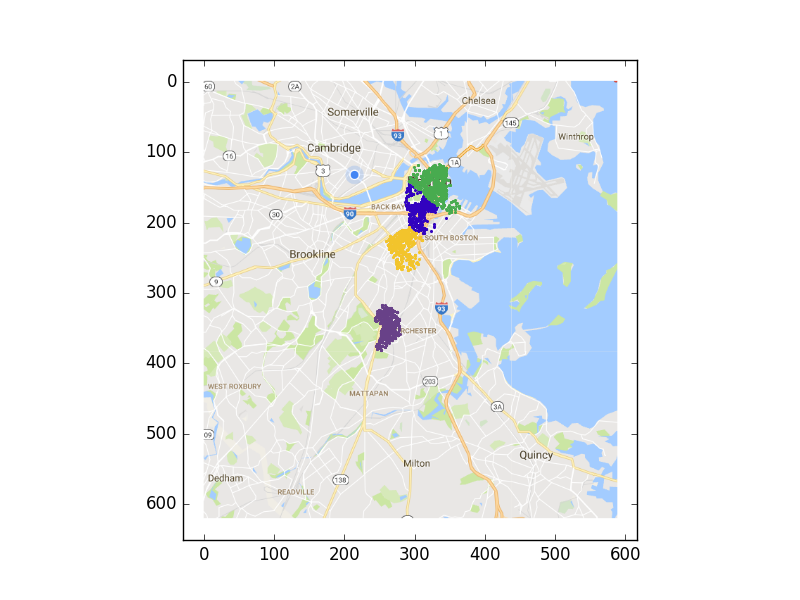 0
100
200
300
400
500
600
0 100 200 300 400 500 600
60
2A
Somerville
Chelsea
93
1
145
Winthrop
16
Cambridge
3
1A
BACK BAY
90
30
SOUTH BOSTON
Brookline
9
93
RCHESTER
WEST ROXBURY
203
MATTAPAN
3A
09
Quincy
Milton
Dedham
138
READVILLE